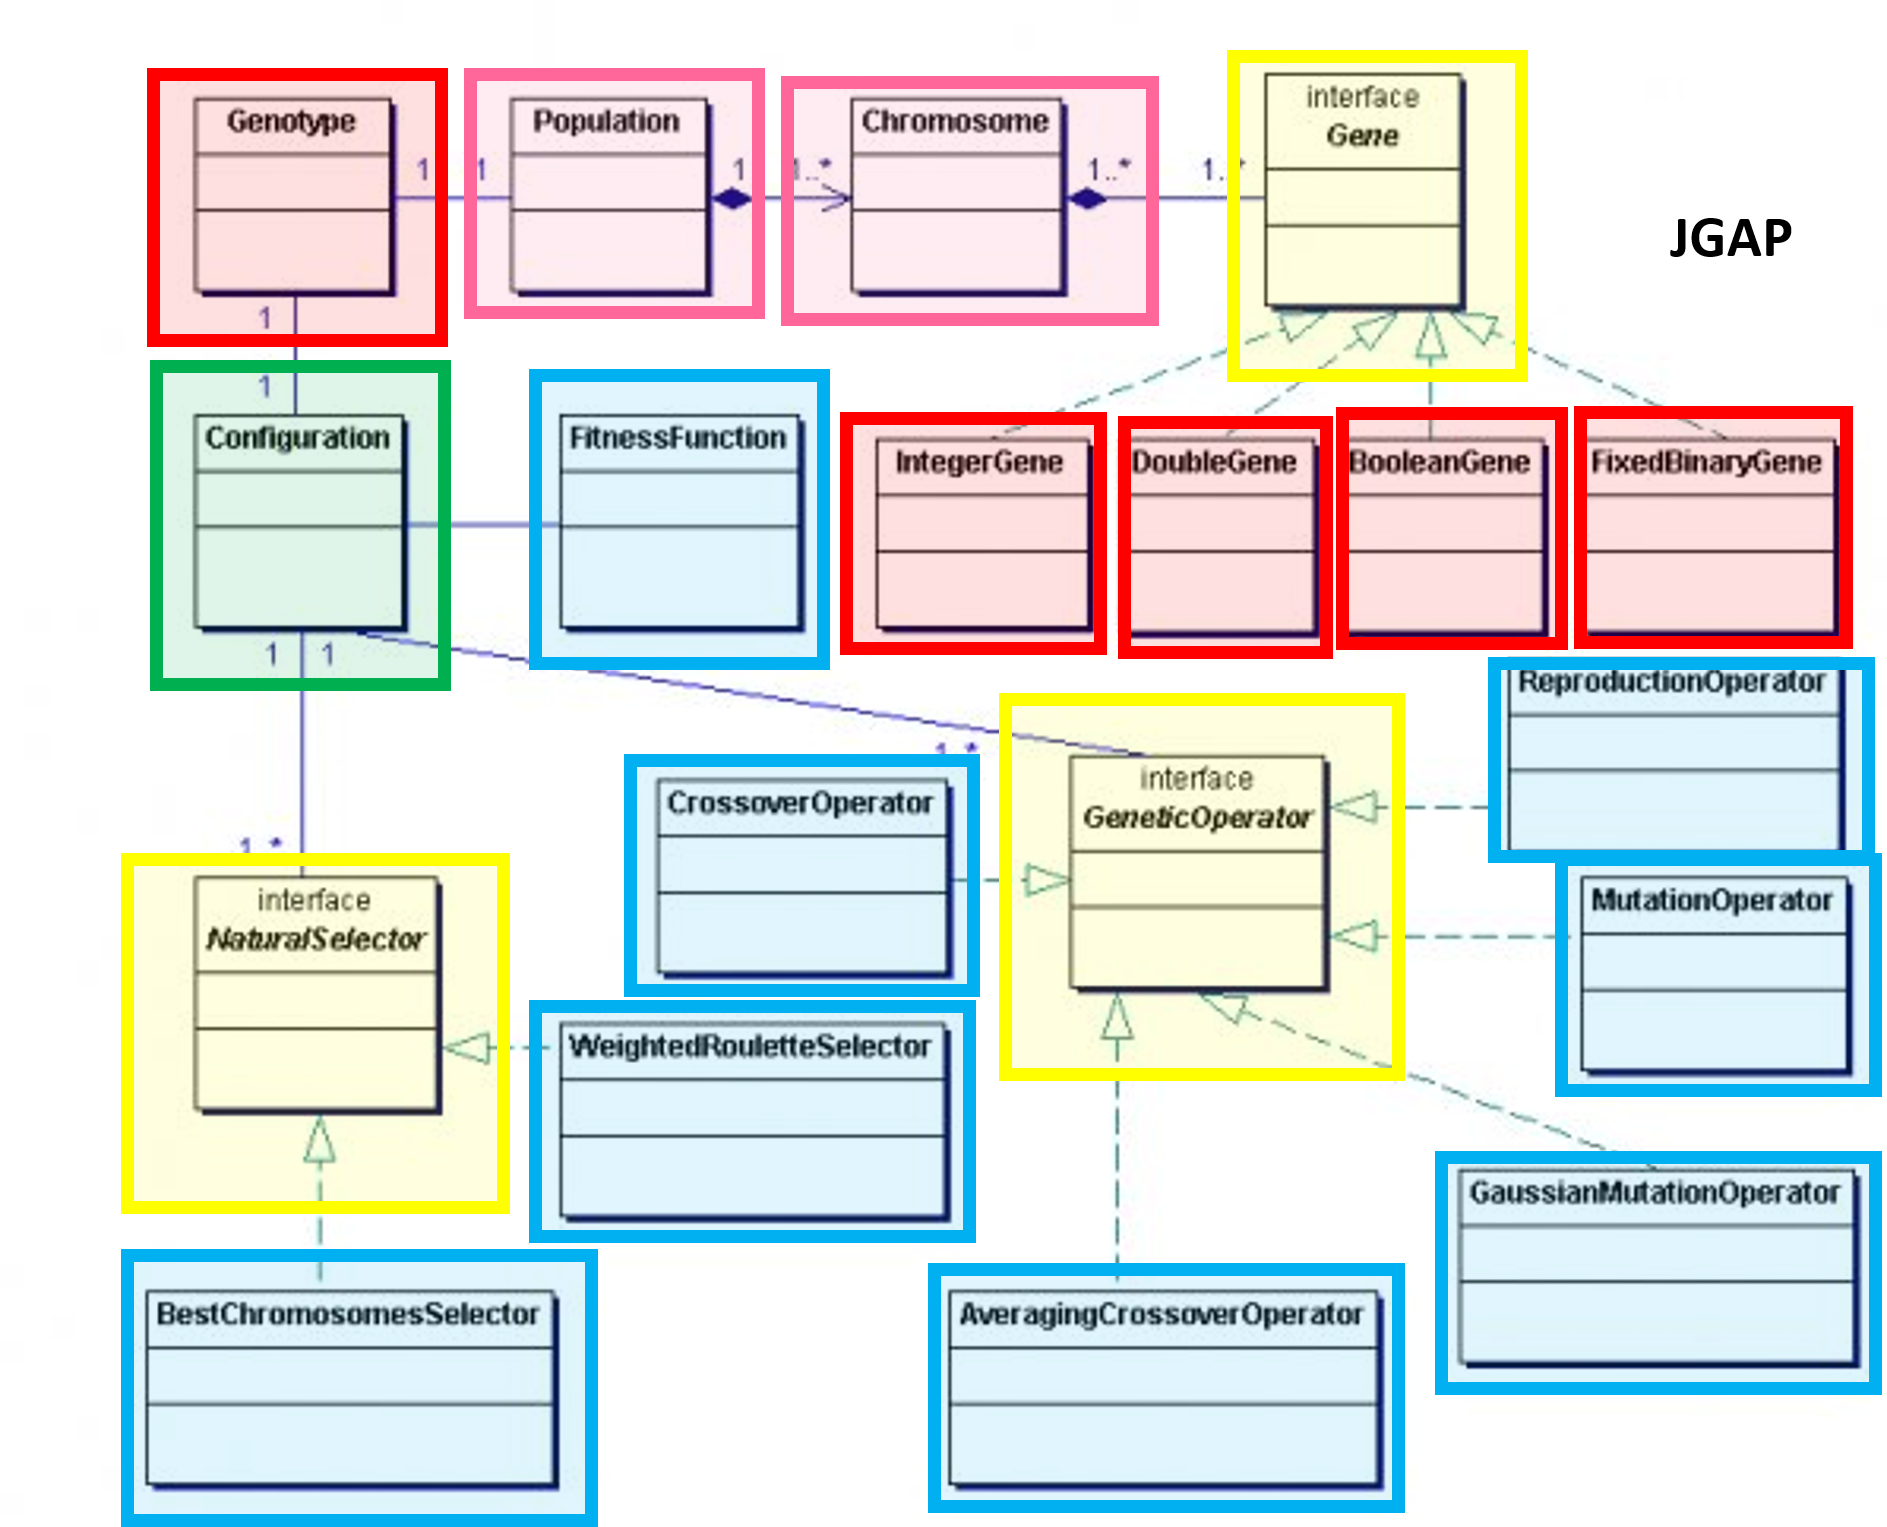 Genotype
Population
Chromosome
interface
Gene
1
1
1
1..*
1..*
1..*
JGAP
1
1
Configuration
FitnessFunction
IntegerGene
DoubleGene
BooleanGene
FixedBinaryGene
1
1
ReproductionOperator
1..*
interface
GeneticOperator
CrossoverOperator
1..*
interface
NaturalSelector
MutationOperator
WeightedRouletteSelector
GaussianMutationOperator
BestChromosomesSelector
AveragingCrossoverOperator